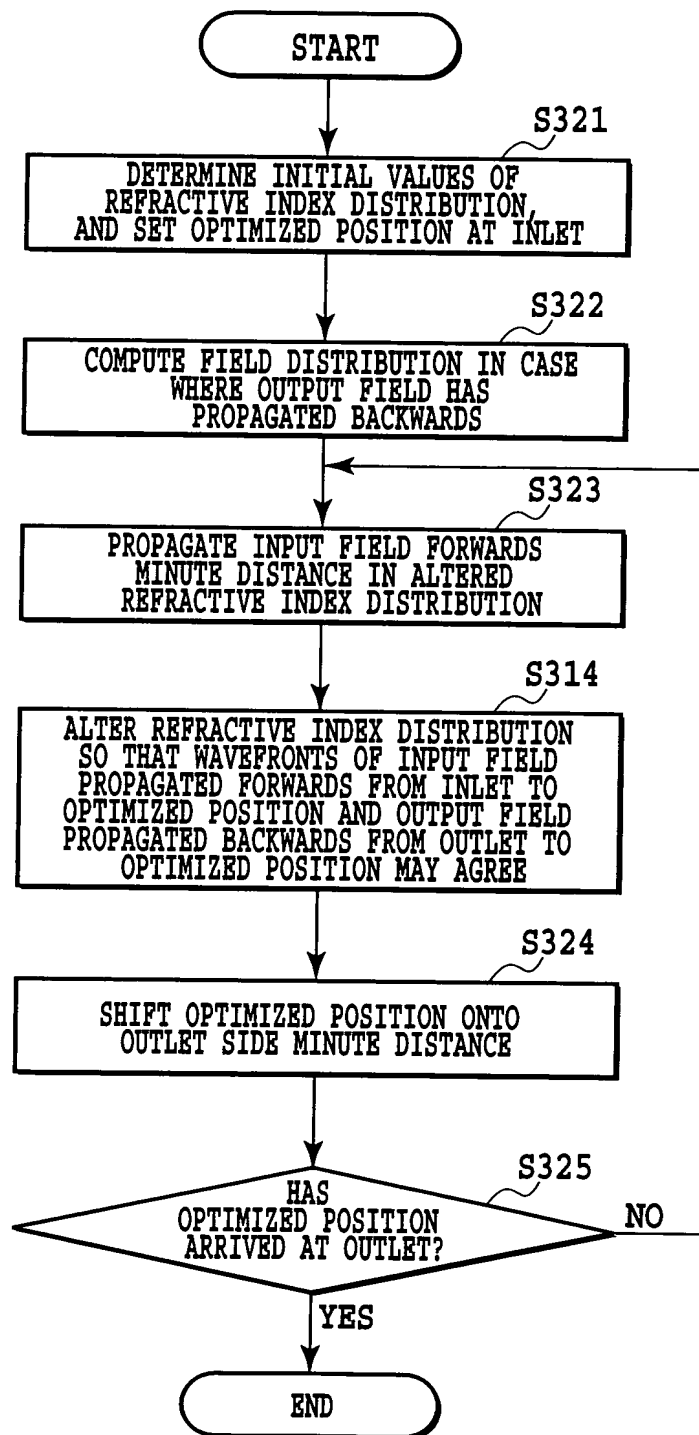 START
S321
DETERMINE INITIAL VALUES OF
REFRACTIVE INDEX DISTRIBUTION,
AND SET OPTIMIZED POSITION AT INLET
S322
COMPUTE FIELD DISTRIBUTION IN CASE
WHERE OUTPUT FIELD HAS
PROPAGATED BACKWARDS
S323
PROPAGATE INPUT FIELD FORWARDS
MINUTE DISTANCE IN ALTERED
REFRACTIVE INDEX DISTRIBUTION
S314
ALTER REFRACTIVE INDEX DISTRIBUTION
SO THAT WAVEFRONTS OF INPUT FIELD
PROPAGATED FORWARDS FROM INLET TO
OPTIMIZED POSITION AND OUTPUT FIELD
PROPAGATED BACKWARDS FROM OUTLET TO
OPTIMIZED POSITION MAY AGREE
S324
SHIFT OPTIMIZED POSITION ONTO
OUTLET SIDE MINUTE DISTANCE
S325
HAS
OPTIMIZED POSITION
ARRIVED AT OUTLET?
NO
YES
END